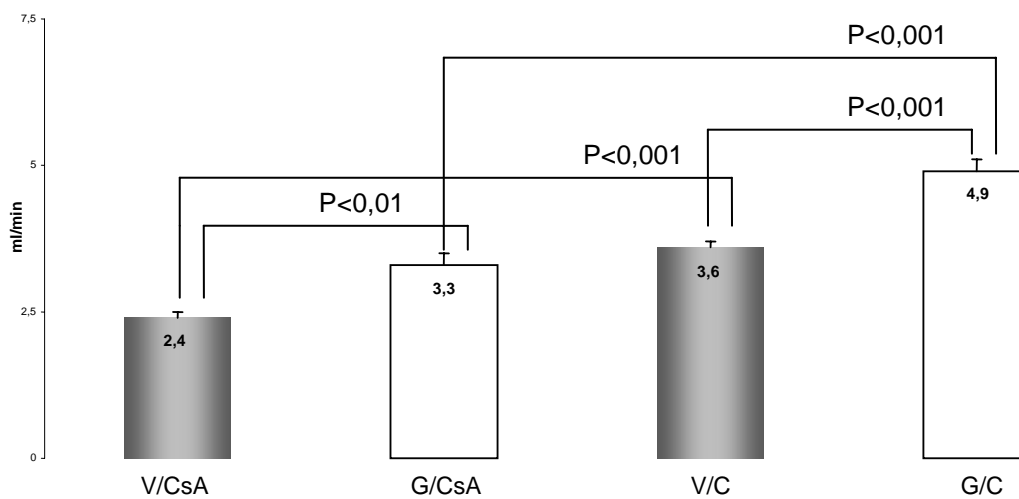 7,5
P<0,001
P<0,001
5
P<0,001
4,9
P<0,01
ml/min
3,6
3,3
2,5
2,4
0
V/CsA G/CsA V/C G/C